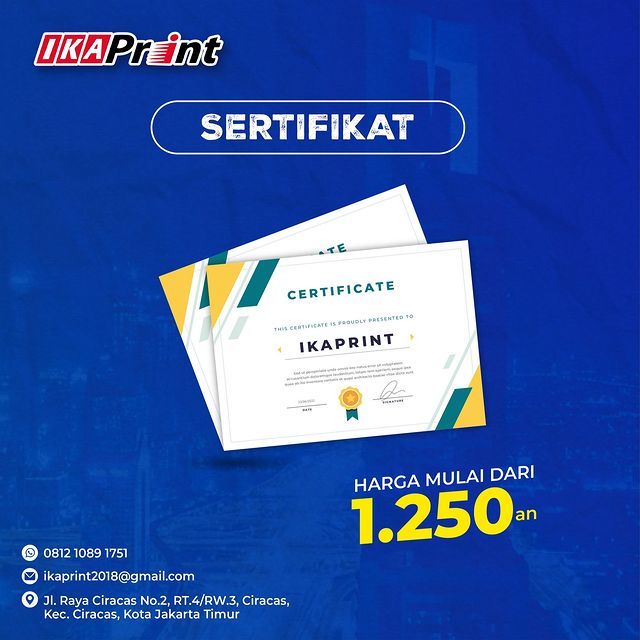 IKAPrint
SERTIFIKAT
ATE
CERTIFICATE
THIS CERTIFICATE IS PROUDLY PRESENTED TO
IKAPRINT
DATE
SIGNATURE
HARGA MULAI DARI
1.250an
0812 1089 1751
ikaprint2018@gmail.com
Jl. Raya Ciracas No.2, RT.4/RW.3, Ciracas,
Kec. Ciracas, Kota Jakarta Timur